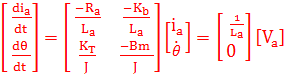 [di_a/dt; dθ/dt] = [−R_a/L_a −K_b/L_a; K_T/J −Bm/J] [i_a; θ̇] = [1/L_a; 0] [V_a]